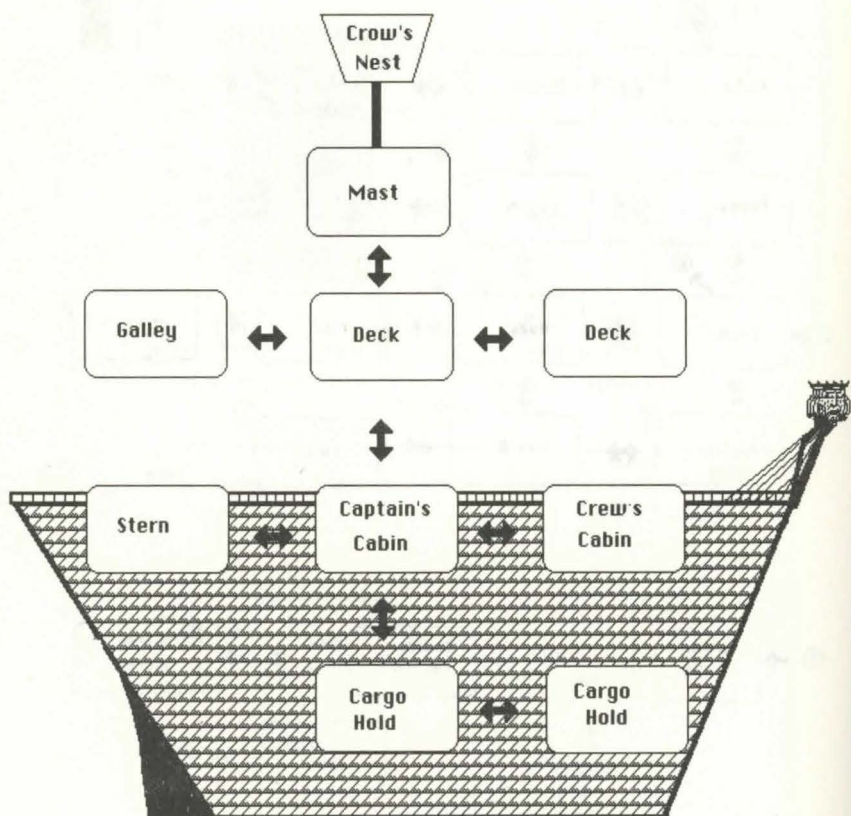 Crow's
Nest
Mast
Galley
Deck
Deck
Stern
Captain's
Cabin
Crew's
Cabin
Cargo
Hold
Cargo
Hold